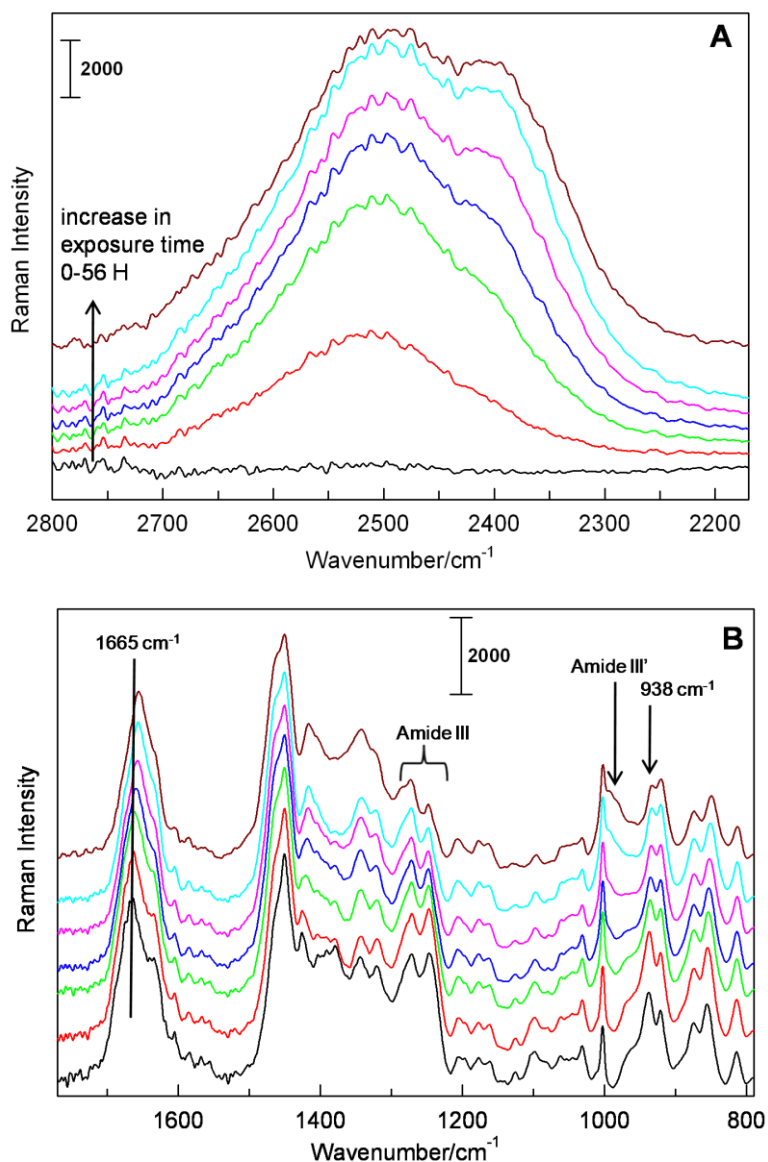 A
2000
increase in
exposure time
0-56 H
Raman Intensity
2800 2700 2600 2500 2400 2300 2200
Wavenumber/cm-1
B
1665 cm-1
2000
Amide III'
938 cm-1
Amide III
Raman Intensity
1600 1400 1200 1000 800
Wavenumber/cm-1